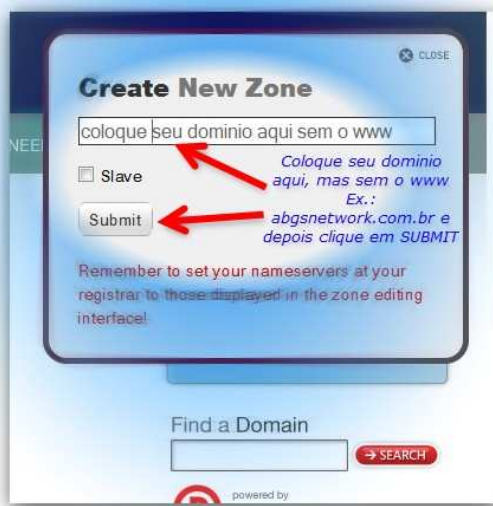 CLOSE
Create New Zone
coloque seu dominio aqui sem o www
NEE
Slave
Coloque seu dominio
aqui, mas sem o www
Ex.:
abgsnetwork.com.br e
depois clique em SUBMIT
Submit
Remember to set your nameservers at your
registrar to those displayed in the zone editing
interface!
Find a Domain
SEARCH
powered by